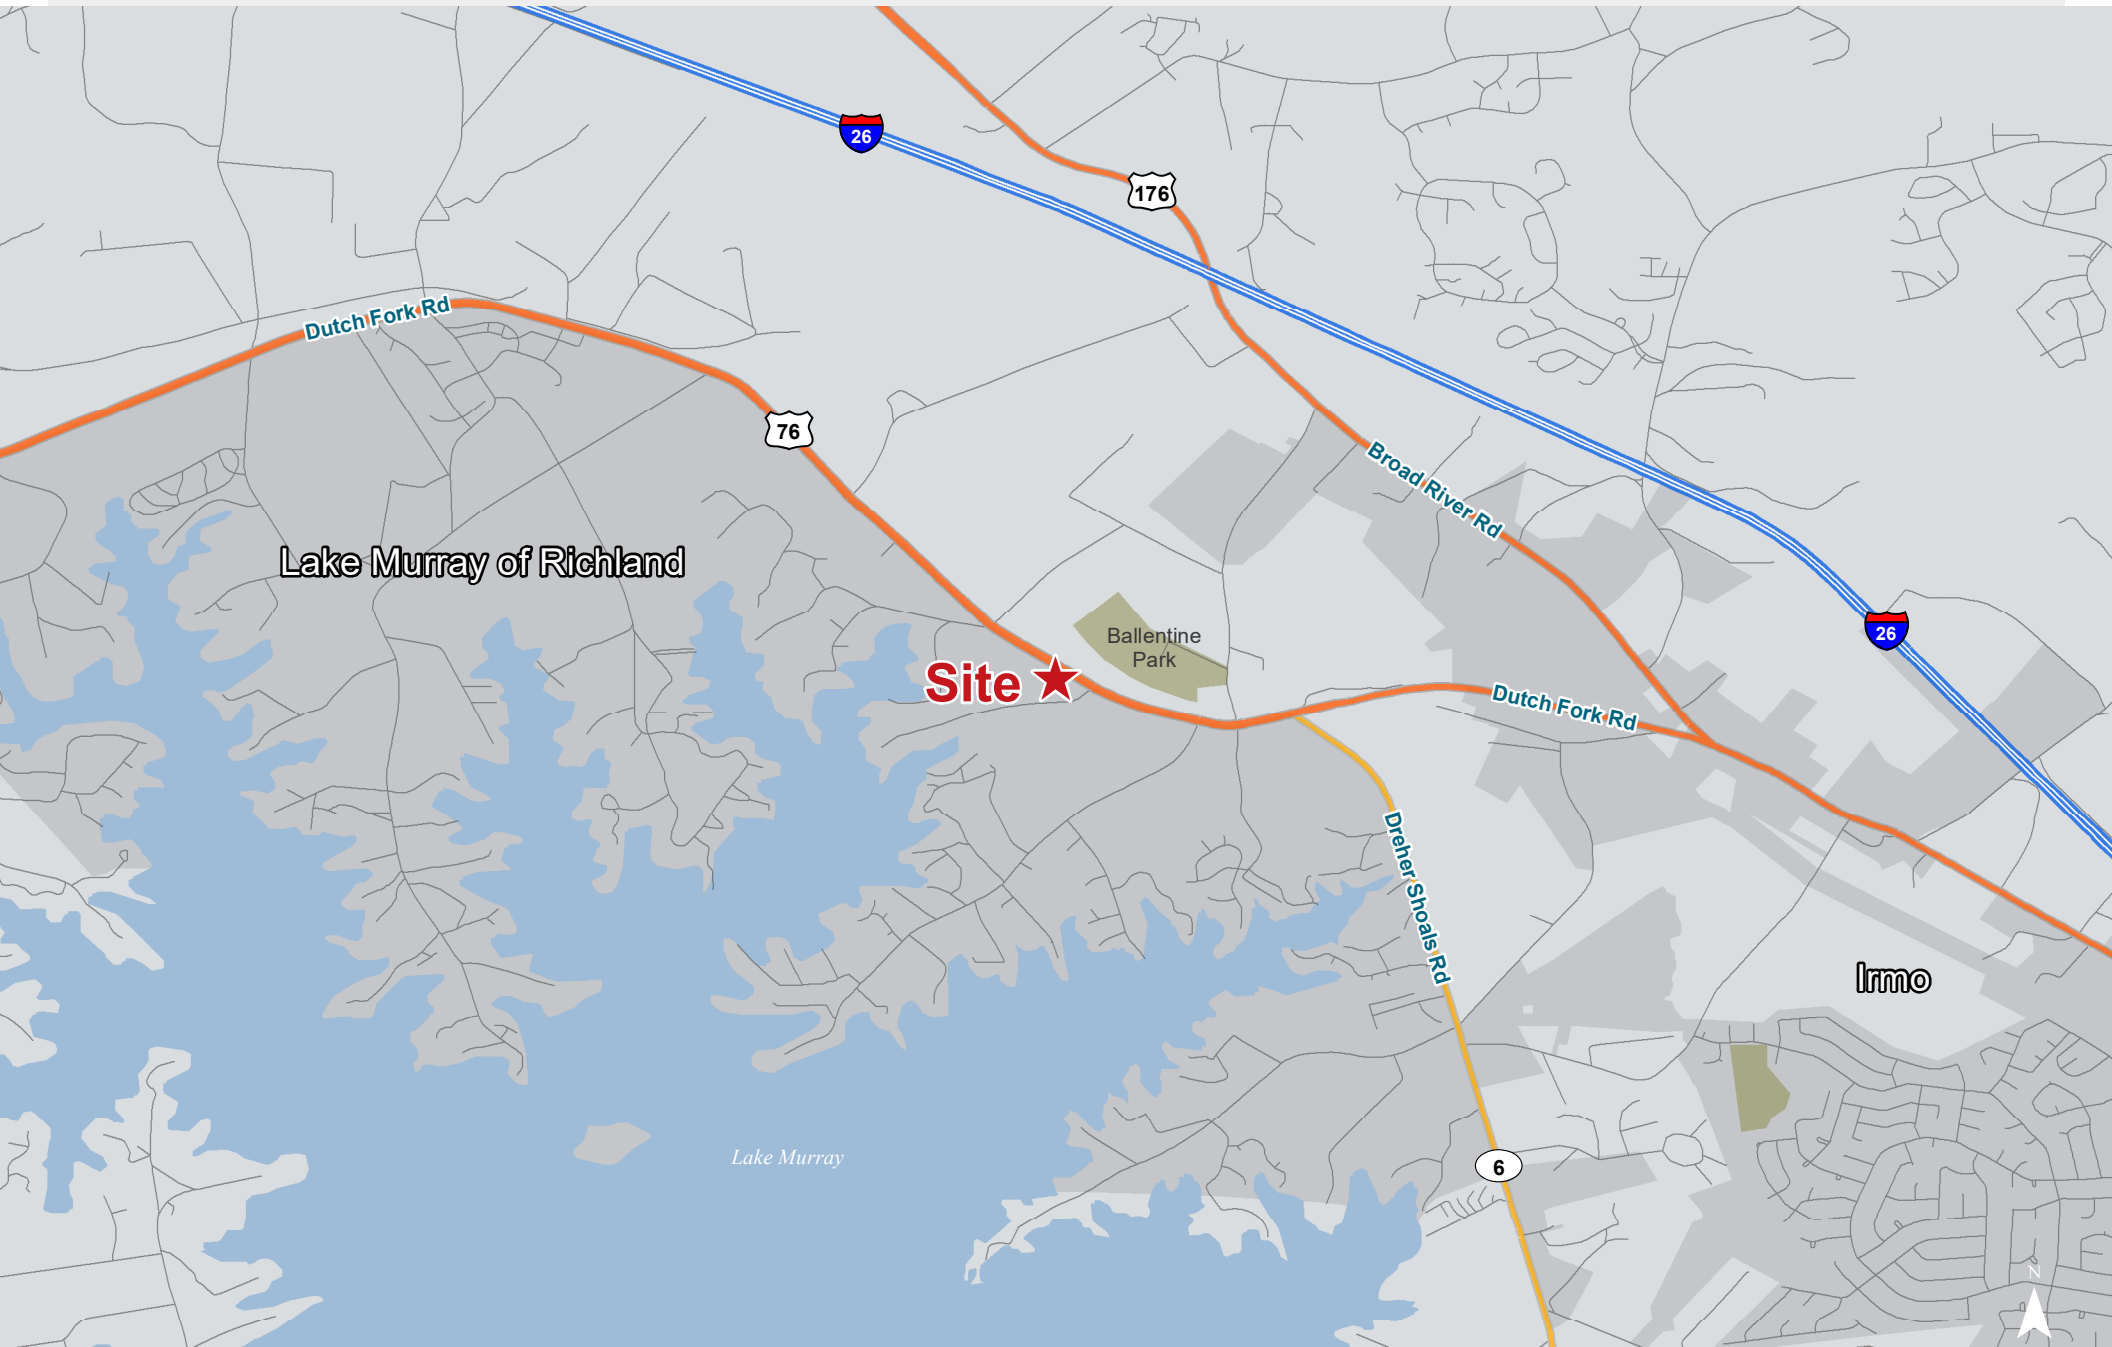 26
176
Dutch Fork Rd
76
Broad River Rd
Lake Murray of Richland
26
Ballentine
Park
Site
Dutch Fork Rd
Dreher Shoals Rd
Irmo
Lake Murray
6
N